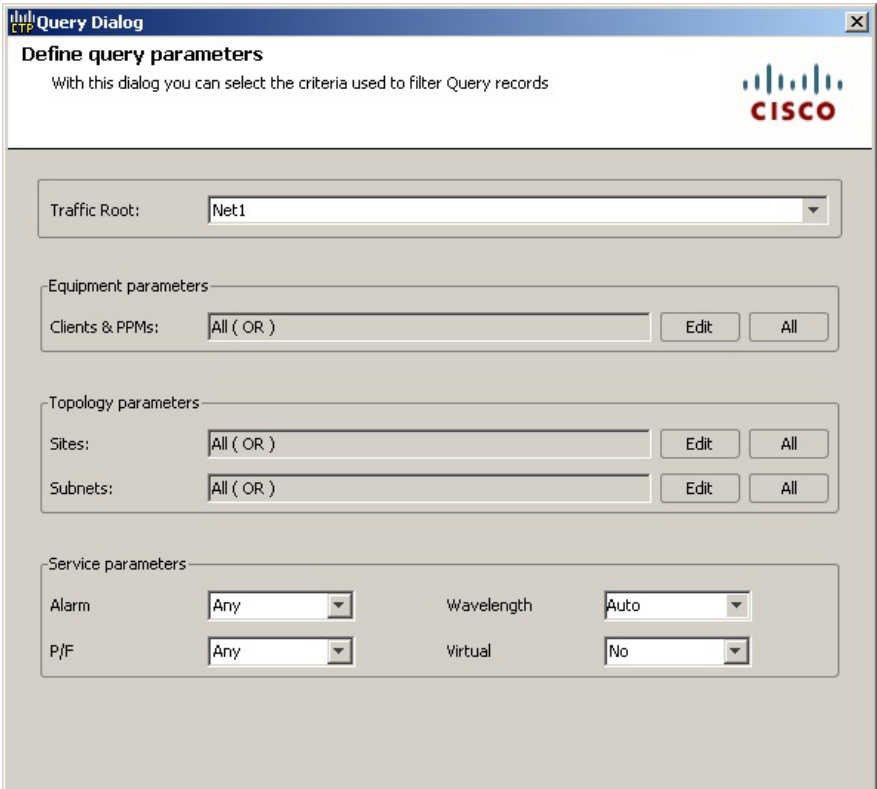 CTP Query Dialog
Define query parameters
With this dialog you can select the criteria used to filter Query records
CISCO
Traffic Root: Net1
Equipment parameters
Clients & PPMs: All ( OR ) Edit All
Topology parameters
Sites: All ( OR ) Edit All
Subnets: All ( OR ) Edit All
Service parameters
Alarm Any Wavelength Auto
P/F Any Virtual No